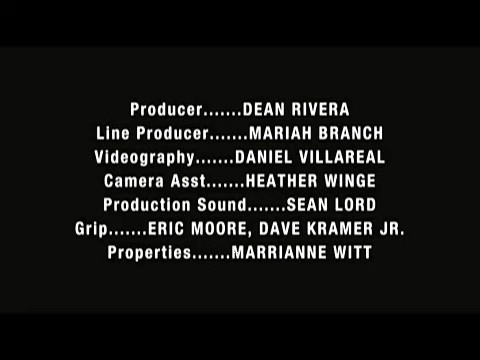 Producer.......DEAN RIVERA
Line Producer.......MARIAH BRANCH
Videography.......DANIEL VILLAREAL
Camera Asst.......HEATHER WINGE
Production Sound.......SEAN LORD
Grip.......ERIC MOORE, DAVE KRAMER JR.
Properties.......MARRIANNE WITT